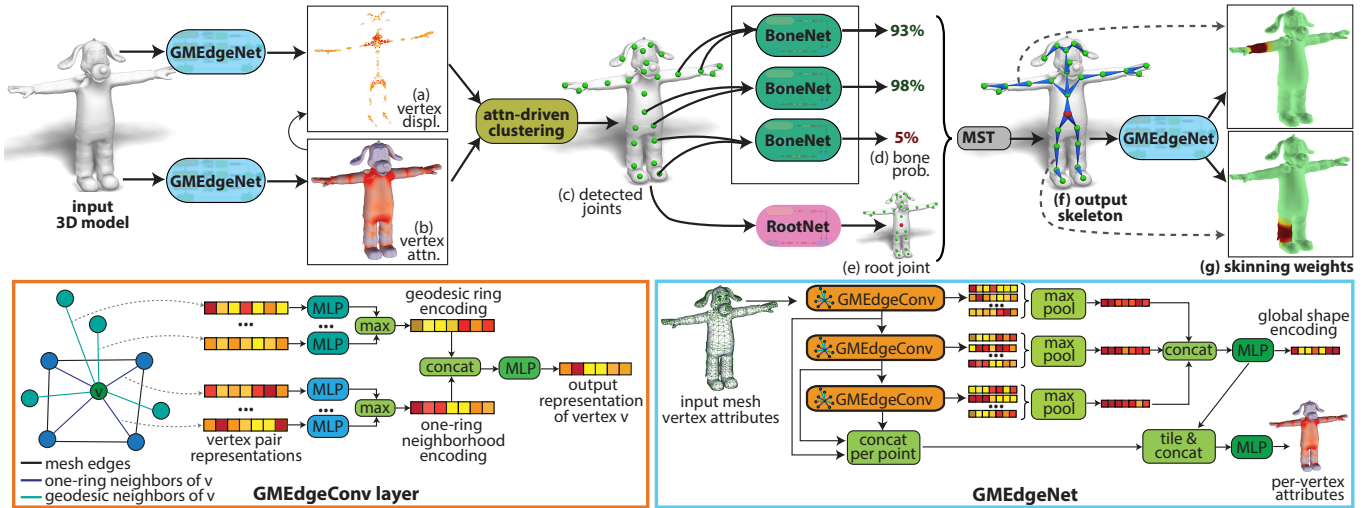 input
3D model
GMEdgeNet
GMEdgeNet
(a) vertex
displ.
(b) vertex
attn.
attn-driven
clustering
(c) detected
joints
BoneNet
BoneNet
BoneNet
93%
98%
5%
(d) bone
prob.
RootNet
(e) root joint
MST
(f) output
skeleton
GMEdgeNet
(g) skinning weights
v
mesh edges
one-ring neighbors of v
geodesic neighbors of v
vertex pair
representations
MLP
MLP
MLP
MLP
max
max
geodesic ring
encoding
concat
one-ring
neighborhood
encoding
MLP
output
representation
of vertex v
GMEdgeConv layer
input mesh
vertex attributes
GMEdgeConv
GMEdgeConv
GMEdgeConv
max
pool
max
pool
max
pool
concat
MLP
global shape
encoding
concat
per point
tile &
concat
MLP
per-vertex
attributes
GMEdgeNet